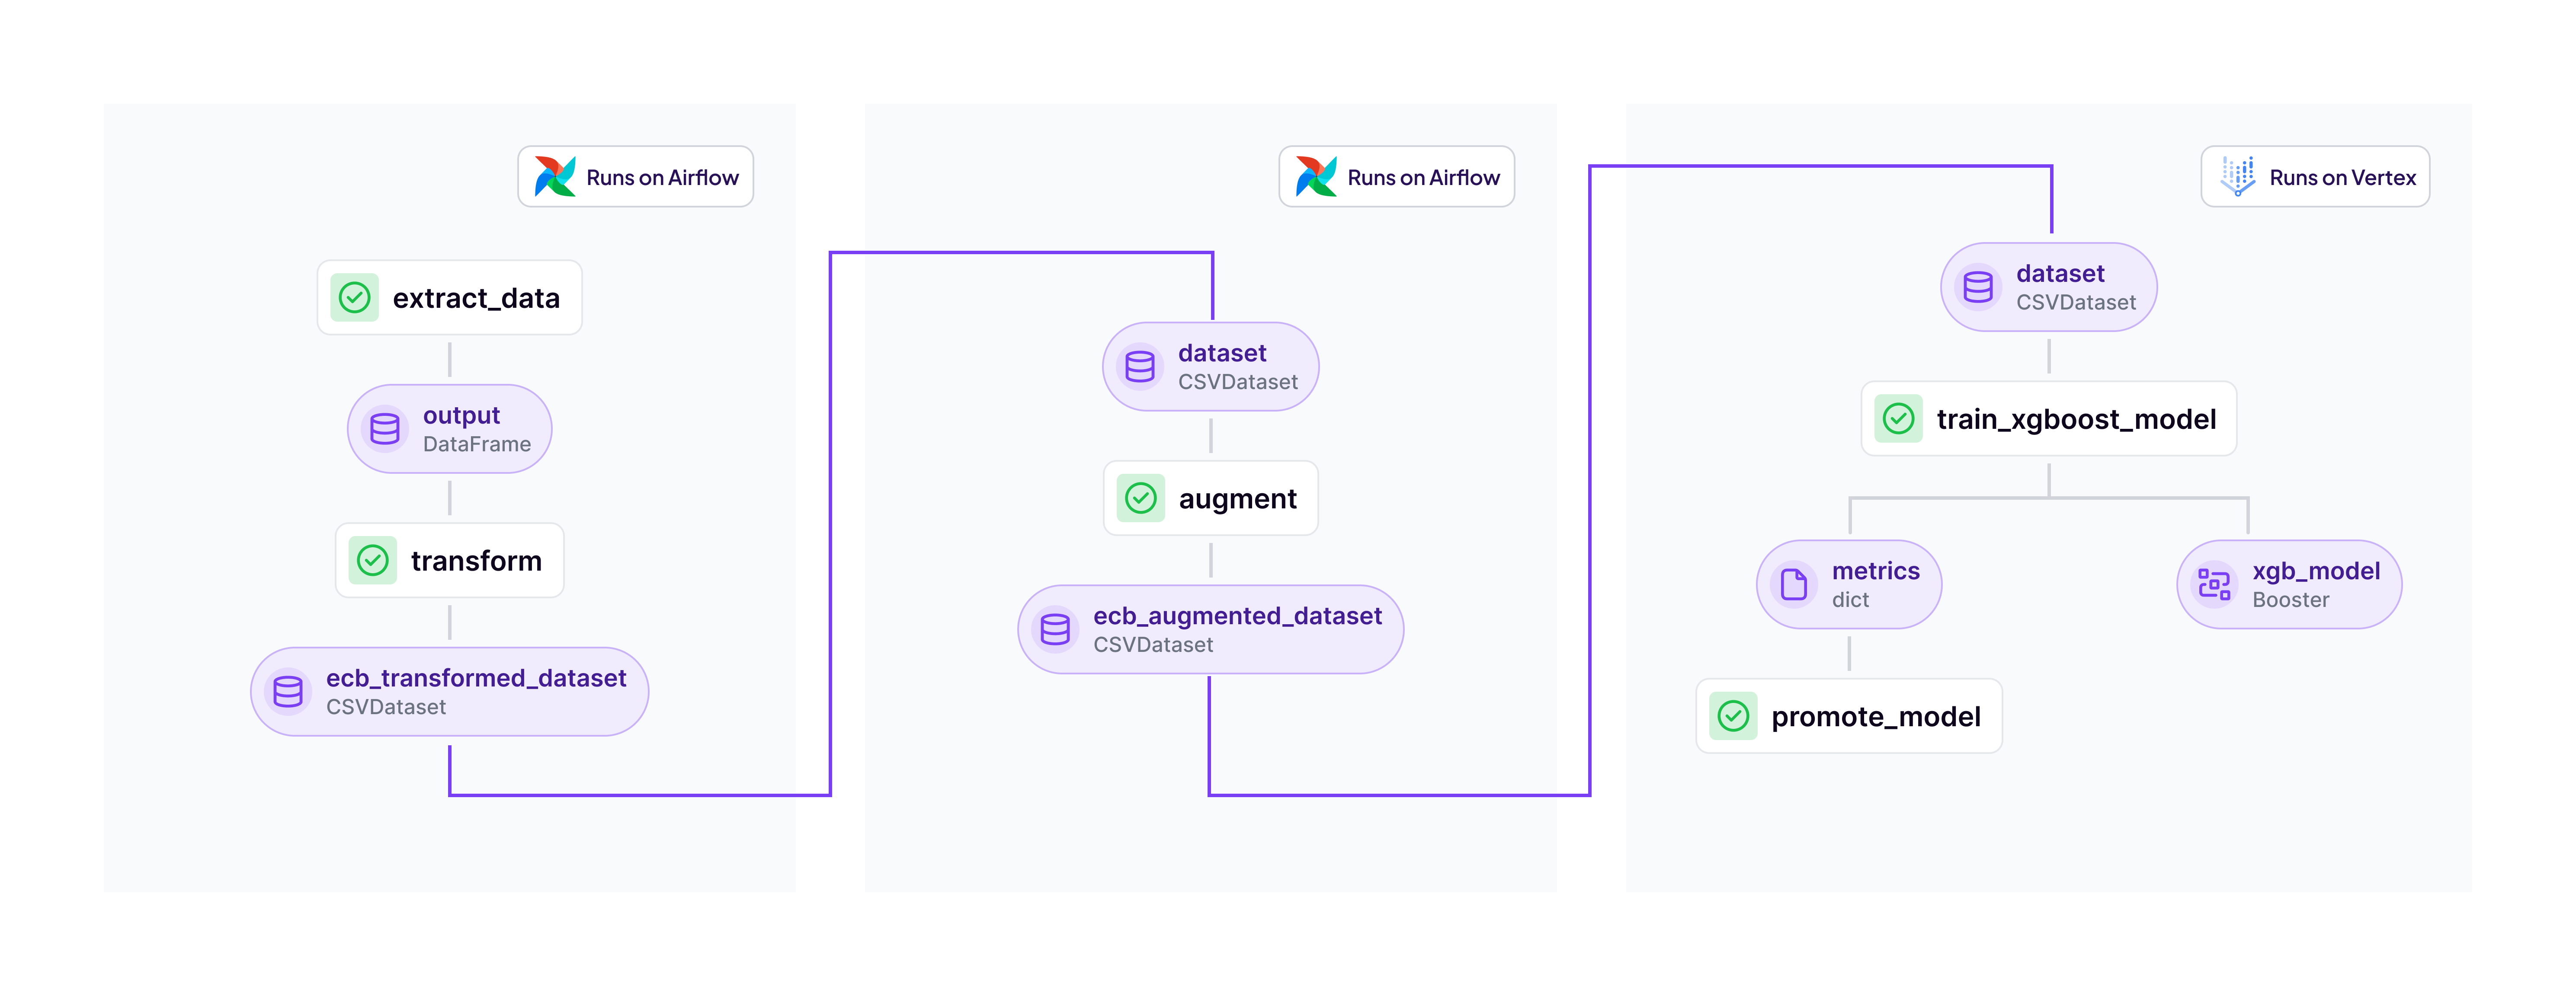 Runs on Airflow
extract_data
output
DataFrame
transform
ecb_transformed_dataset
CSVDataset
Runs on Airflow
dataset
CSVDataset
augment
ecb_augmented_dataset
CSVDataset
Runs on Vertex
dataset
CSVDataset
train_xgboost_model
metrics
dict
xgb_model
Booster
promote_model